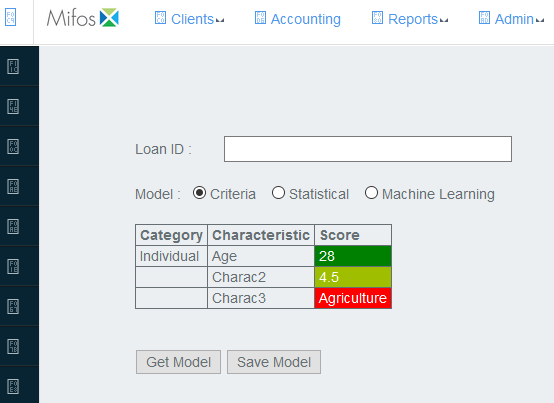 Mifos Clients Accounting Reports Admin
Loan ID :
Model : Criteria Statistical Machine Learning
Category Characteristic Score
Individual Age 28
Charac2 4.5
Charac3 Agriculture
Get Model Save Model